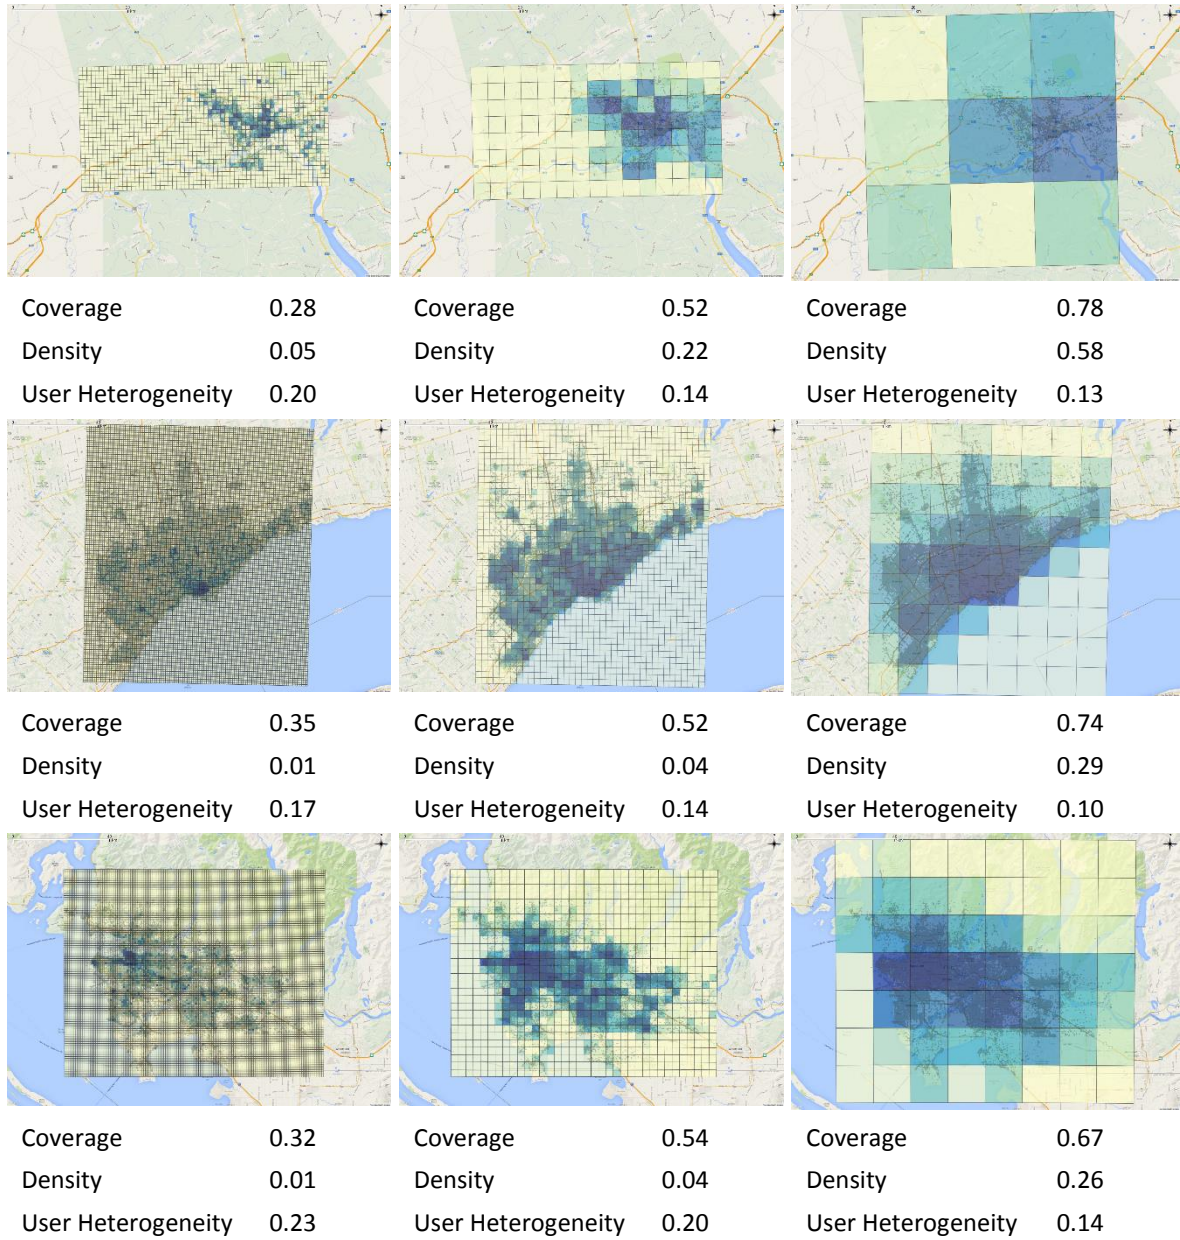 Coverage 0.28
Density 0.05
User Heterogeneity 0.20
Coverage 0.52
Density 0.22
User Heterogeneity 0.14
Coverage 0.78
Density 0.58
User Heterogeneity 0.13
Coverage 0.35
Density 0.01
User Heterogeneity 0.17
Coverage 0.52
Density 0.04
User Heterogeneity 0.14
Coverage 0.74
Density 0.29
User Heterogeneity 0.10
Coverage 0.32
Density 0.01
User Heterogeneity 0.23
Coverage 0.54
Density 0.04
User Heterogeneity 0.20
Coverage 0.67
Density 0.26
User Heterogeneity 0.14